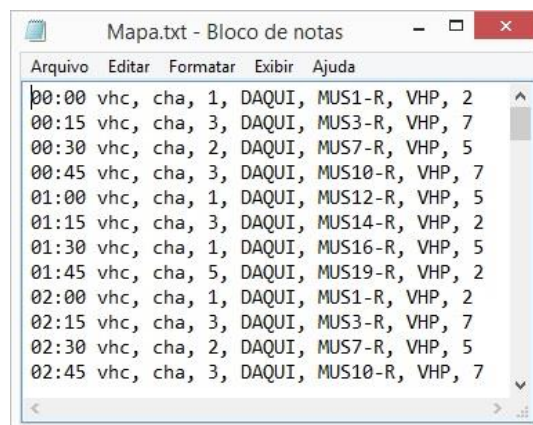 Mapa.txt - Bloco de notas
Arquivo Editar Formatar Exibir Ajuda
00:00 vhc, cha, 1, DAQUI, MUS1-R, VHP, 2
00:15 vhc, cha, 3, DAQUI, MUS3-R, VHP, 7
00:30 vhc, cha, 2, DAQUI, MUS7-R, VHP, 5
00:45 vhc, cha, 3, DAQUI, MUS10-R, VHP, 7
01:00 vhc, cha, 1, DAQUI, MUS12-R, VHP, 5
01:15 vhc, cha, 3, DAQUI, MUS14-R, VHP, 2
01:30 vhc, cha, 1, DAQUI, MUS16-R, VHP, 5
01:45 vhc, cha, 5, DAQUI, MUS19-R, VHP, 2
02:00 vhc, cha, 1, DAQUI, MUS1-R, VHP, 2
02:15 vhc, cha, 3, DAQUI, MUS3-R, VHP, 7
02:30 vhc, cha, 2, DAQUI, MUS7-R, VHP, 5
02:45 vhc, cha, 3, DAQUI, MUS10-R, VHP, 7